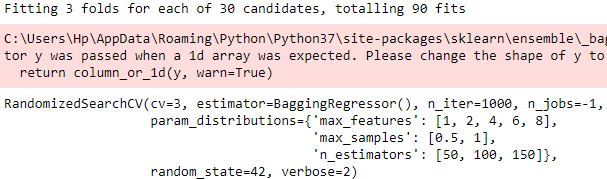 Fitting 3 folds for each of 30 candidates, totalling 90 fits
C:\Users\Hp\AppData\Roaming\Python\Python37\site-packages\sklearn\ensemble\_bag
tor y was passed when a 1d array was expected. Please change the shape of y to
return column_or_1d(y, warn=True)
RandomizedSearchCV(cv=3, estimator=BaggingRegressor(), n_iter=1000, n_jobs=-1,
param_distributions={'max_features': [1, 2, 4, 6, 8],
'max_samples': [0.5, 1],
'n_estimators': [50, 100, 150]},
random_state=42, verbose=2)